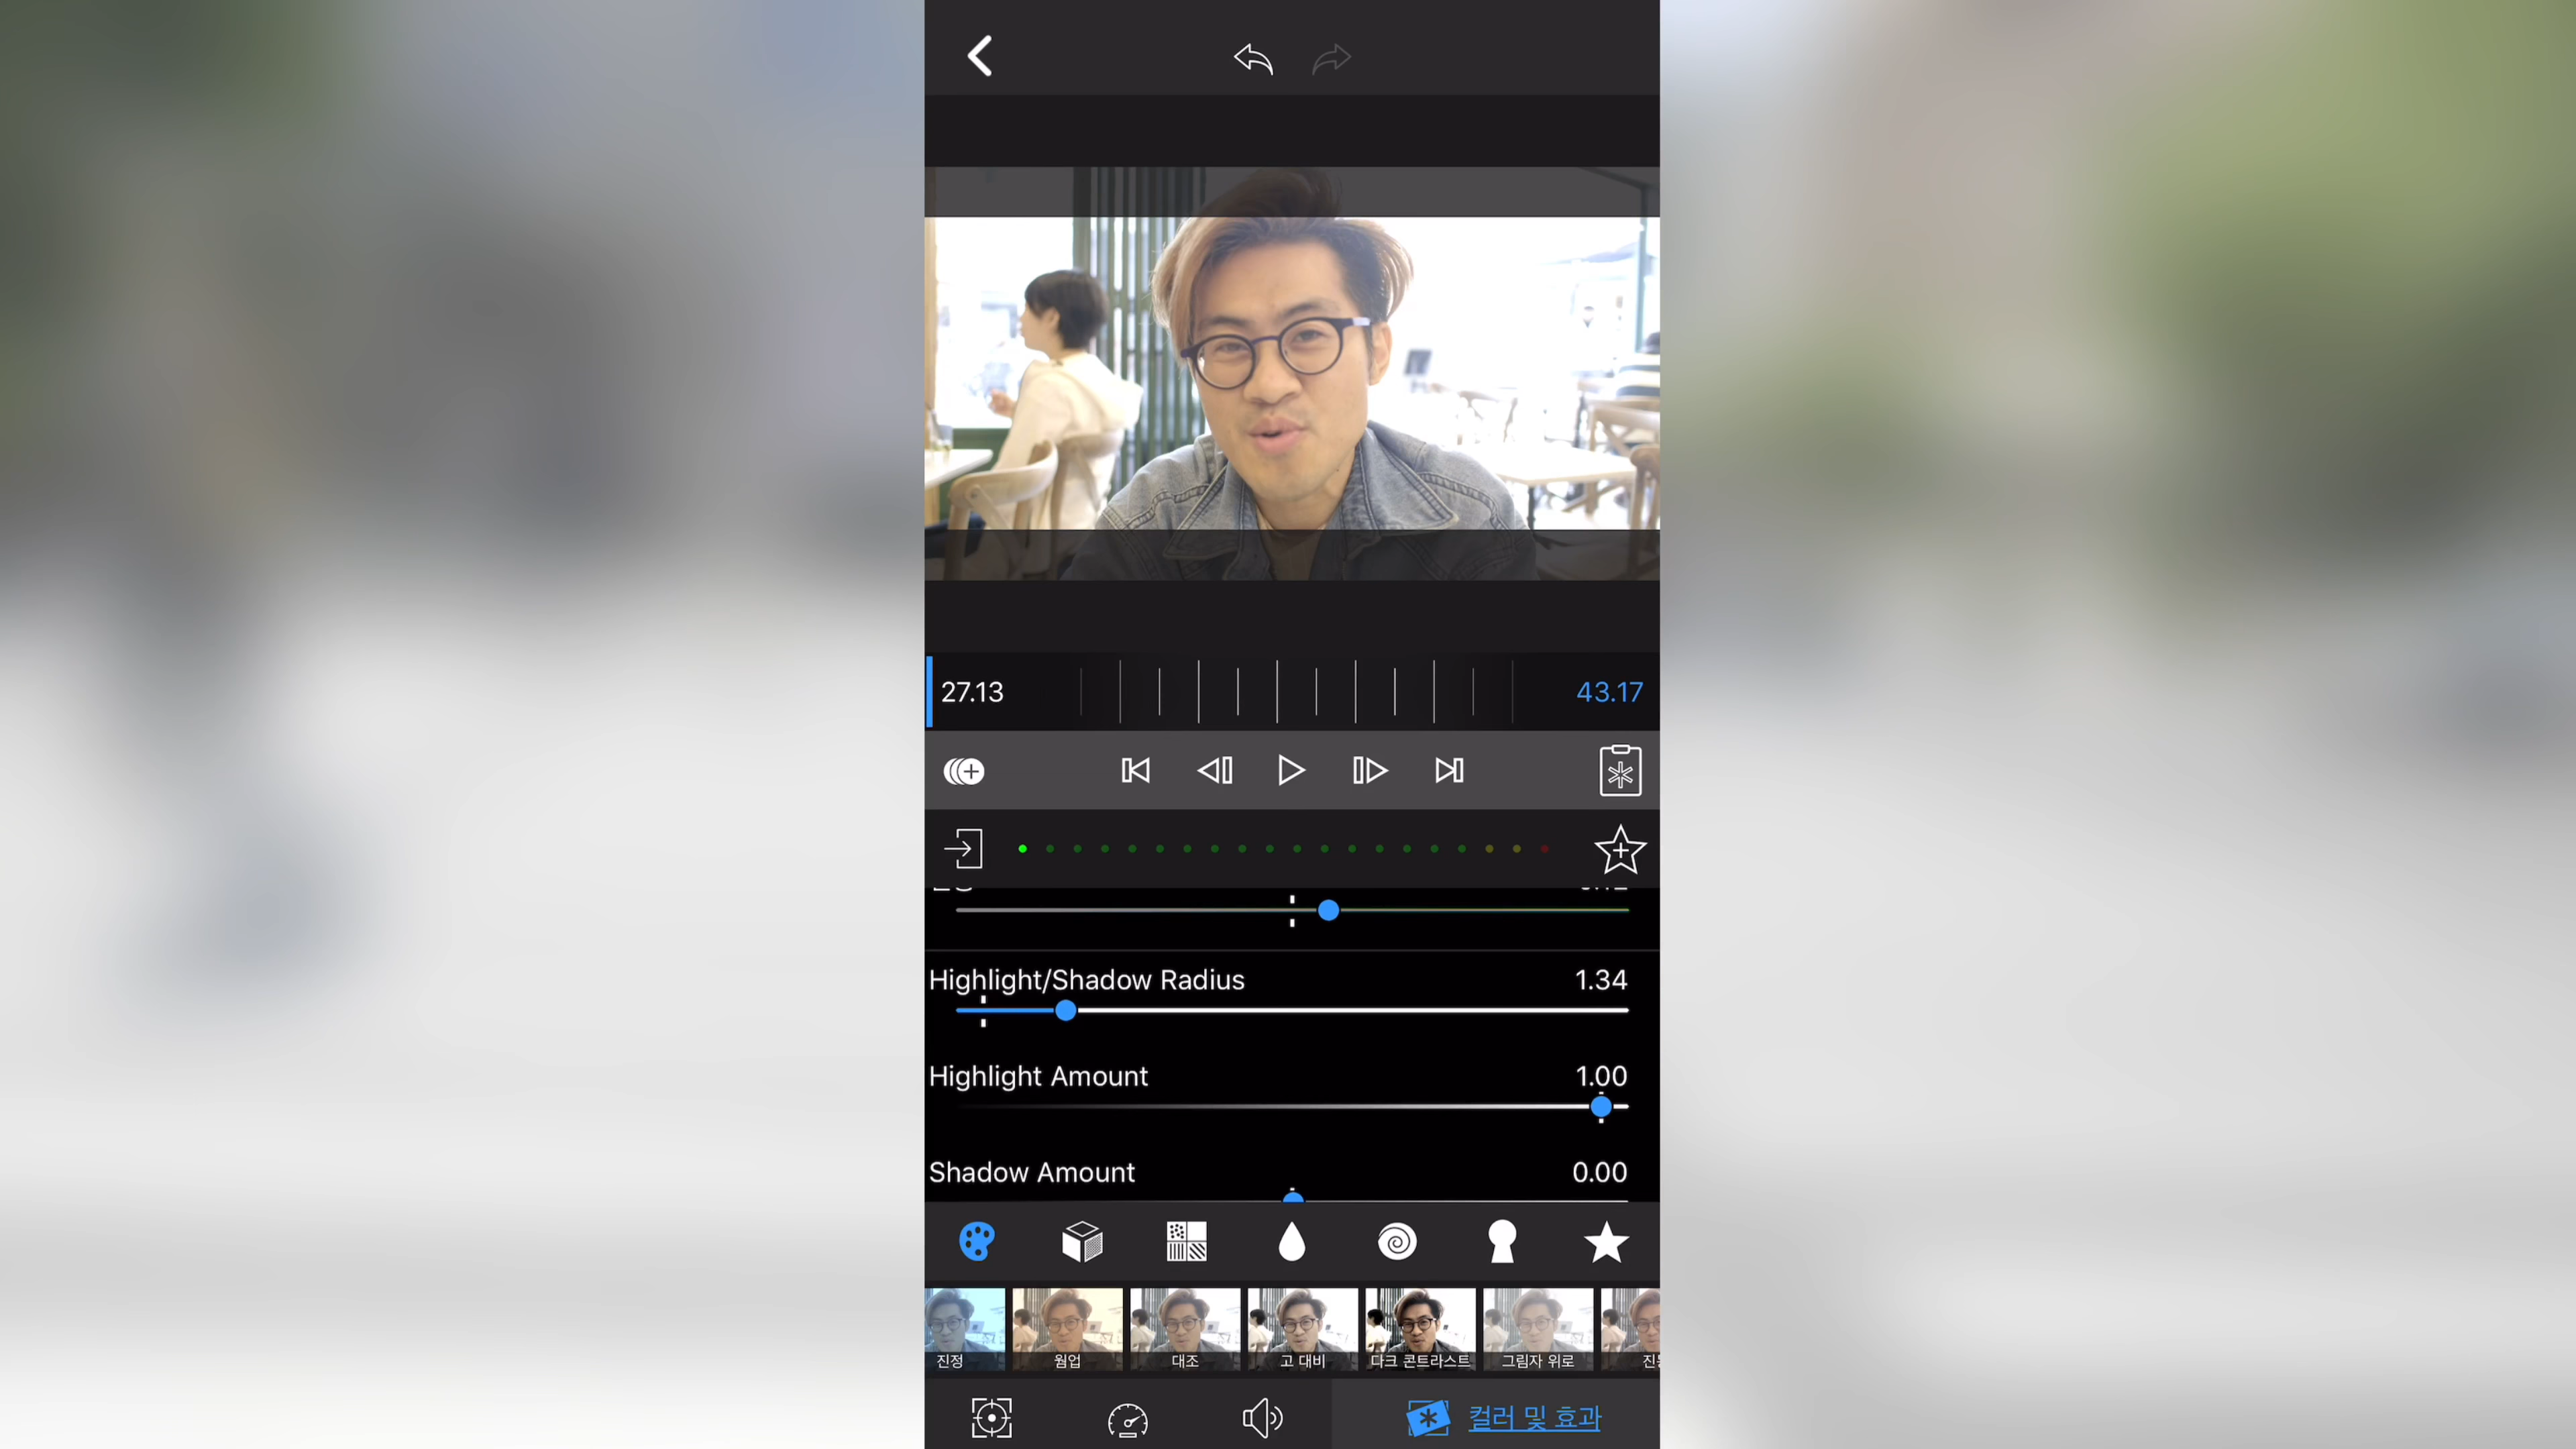 27.13
43.17
Highlight/Shadow Radius
1.34
Highlight Amount
1.00
Shadow Amount
0.00
진정
웜업
대조
고 대비
다크 콘트라스트
그림자 위로
컬러 및 효과